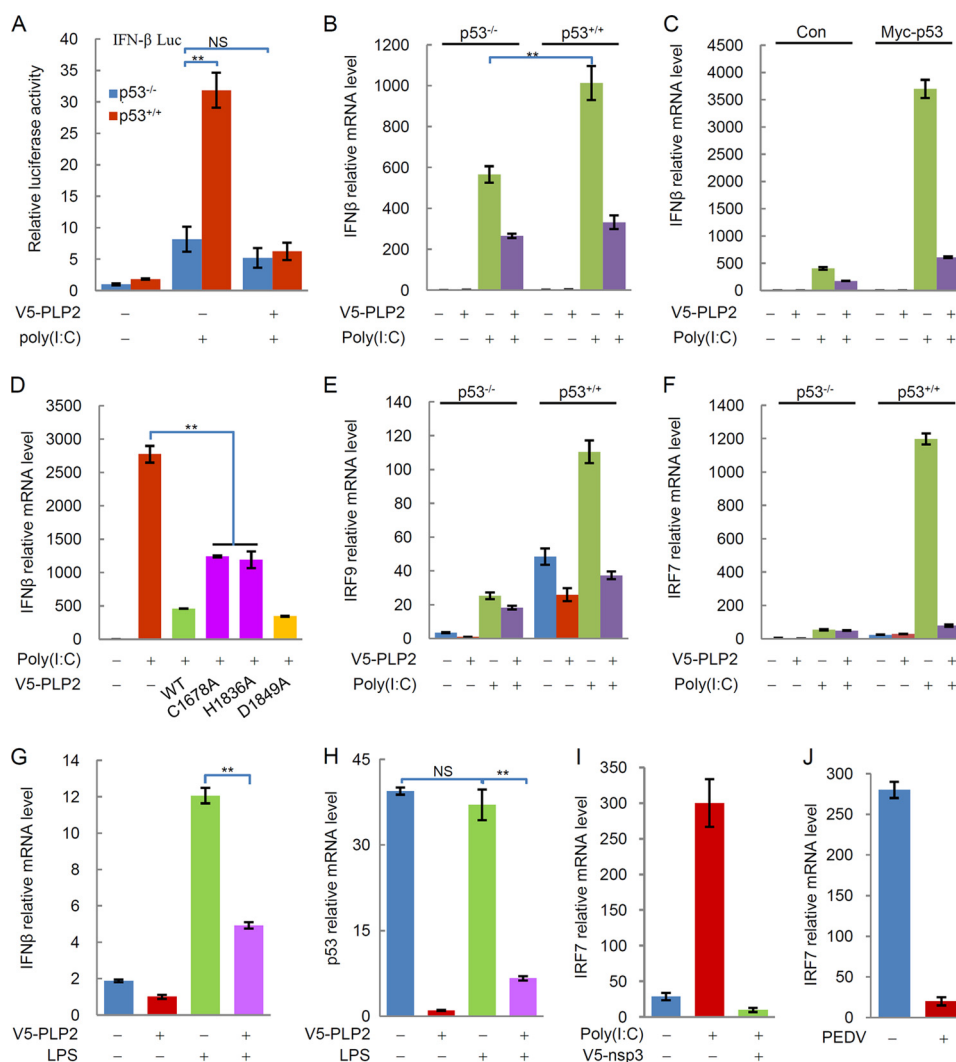 A
IFN-β Luc
NS
**
p53-/-
p53+/+
Relative luciferase activity
40
35
30
25
20
15
10
5
0
V5-PLP2 – – +
poly(I:C) – + +
B
p53-/- p53+/+
**
IFNβ relative mRNA level
1200
1000
800
600
400
200
0
V5-PLP2 – + – + – + – +
Poly(I:C) – – + + – – + +
C
Con Myc-p53
IFNβ relative mRNA level
4500
4000
3500
3000
2500
2000
1500
1000
500
0
V5-PLP2 – + – + – + – +
Poly(I:C) – – + + – – + +
D
**
IFNβ relative mRNA level
3500
3000
2500
2000
1500
1000
500
0
Poly(I:C) – + + + + +
V5-PLP2 – – WT C1678A H1836A D1849A
E
p53-/- p53+/+
IRF9 relative mRNA level
140
120
100
80
60
40
20
0
V5-PLP2 – + – + – + – +
Poly(I:C) – – + + – – + +
F
p53-/- p53+/+
IRF7 relative mRNA level
1400
1200
1000
800
600
400
200
0
V5-PLP2 – + – + – + – +
Poly(I:C) – – + + – – + +
G
**
IFNβ relative mRNA level
14
12
10
8
6
4
2
0
V5-PLP2 – + – +
LPS – – + +
H
NS **
p53 relative mRNA level
45
30
15
0
V5-PLP2 – + – +
LPS – – + +
I
IRF7 relative mRNA level
350
300
250
200
150
100
50
0
Poly(I:C) – + +
V5-nsp3 – – +
J
IRF7 relative mRNA level
300
250
200
150
100
50
0
PEDV – +